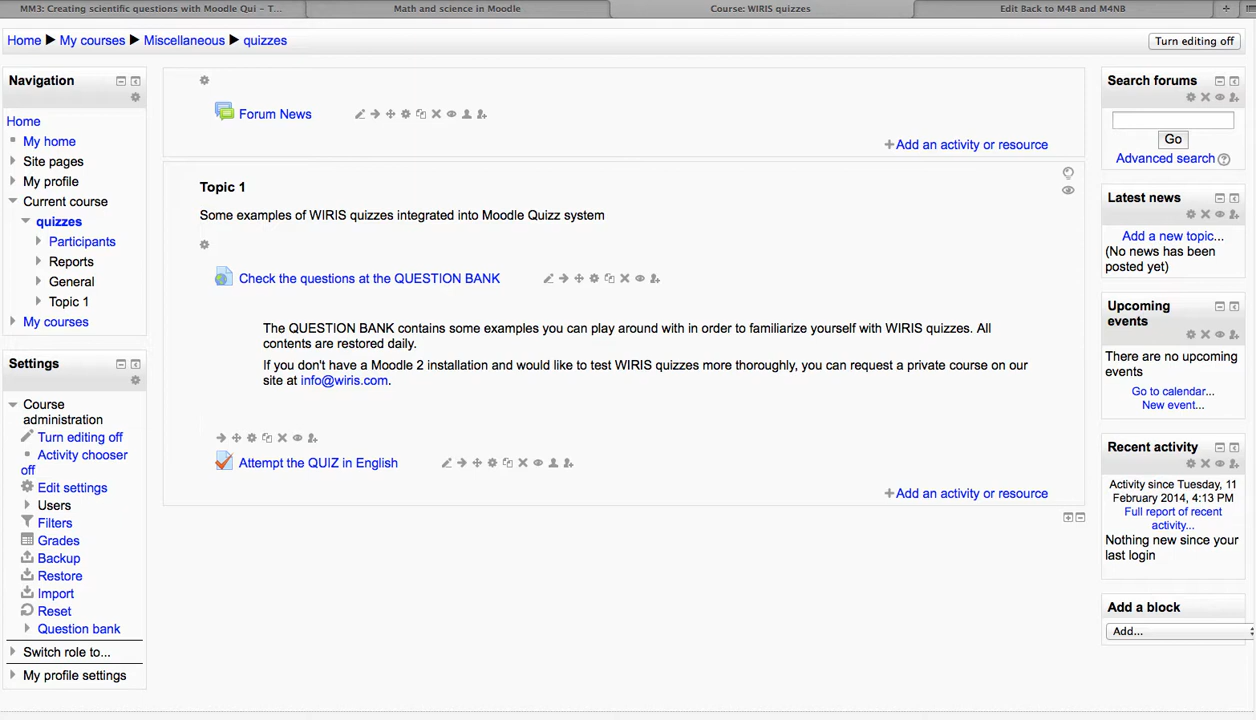 MM3: Creating scientific questions with Moodle Qui – T...
Math and science in Moodle
Course: WIRIS quizzes
Edit Back to M4B and M4NB
Home ▶ My courses ▶ Miscellaneous ▶ quizzes
Turn editing off
Navigation
Home
My home
Site pages
My profile
Current course
quizzes
Participants
Reports
General
Topic 1
My courses
Settings
Course
administration
Turn editing off
Activity chooser
off
Edit settings
Users
Filters
Grades
Backup
Restore
Import
Reset
Question bank
Switch role to...
My profile settings
Forum News
+Add an activity or resource
Topic 1
Some examples of WIRIS quizzes integrated into Moodle Quizz system
Check the questions at the QUESTION BANK
The QUESTION BANK contains some examples you can play around with in order to familiarize yourself with WIRIS quizzes. All
contents are restored daily.
If you don't have a Moodle 2 installation and would like to test WIRIS quizzes more thoroughly, you can request a private course on our
site at info@wiris.com.
Attempt the QUIZ in English
+Add an activity or resource
Search forums
Go
Advanced search ?
Latest news
Add a new topic...
(No news has been
posted yet)
Upcoming
events
There are no upcoming
events
Go to calendar...
New event...
Recent activity
Activity since Tuesday, 11
February 2014, 4:13 PM
Full report of recent
activity...
Nothing new since your
last login
Add a block
Add...